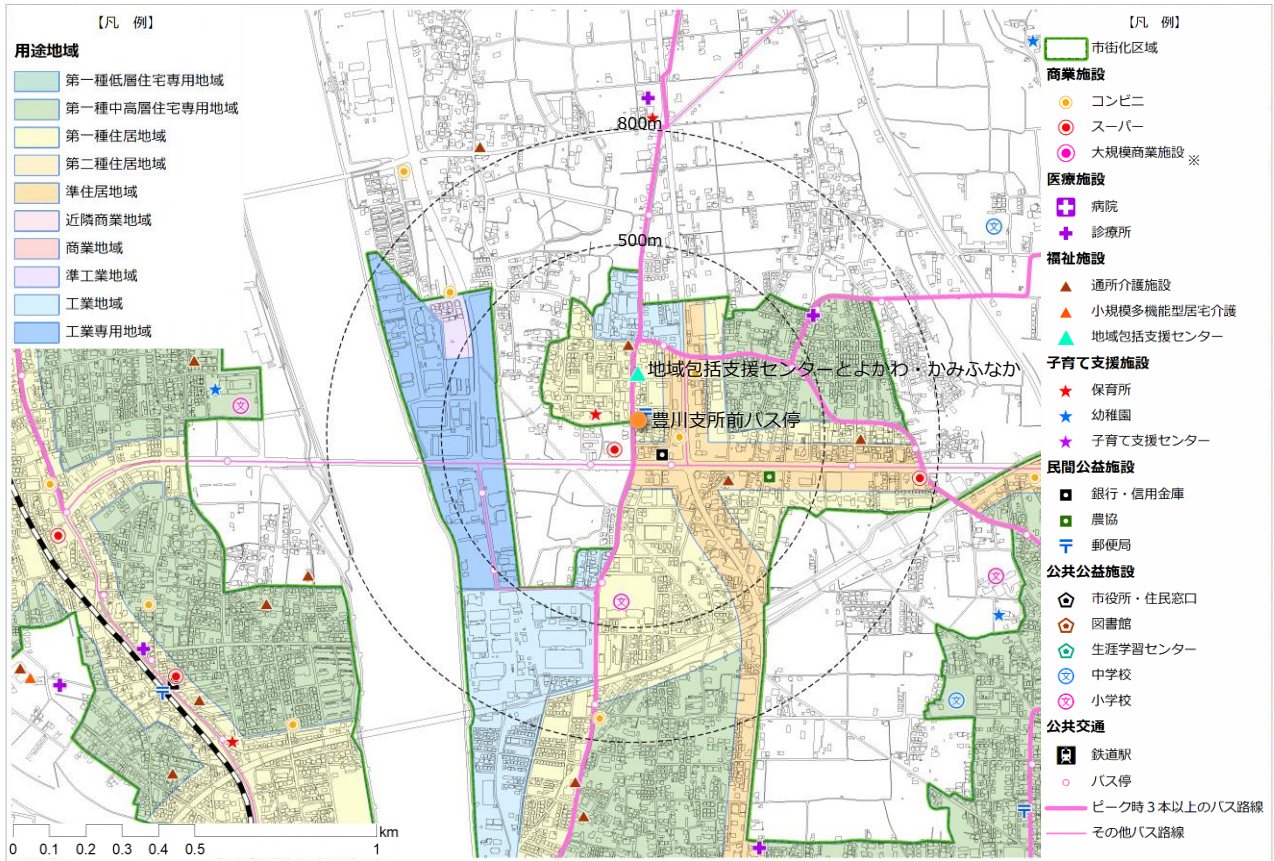 【凡 例】
用途地域
第一種低層住宅専用地域
第一種中高層住宅専用地域
第一種住居地域
第二種住居地域
準住居地域
近隣商業地域
商業地域
準工業地域
工業地域
工業専用地域
800m
500m
地域包括支援センターとよかわ・かみふなか
豊川支所前バス停
文
文
文
文
文
km
0 0.1 0.2 0.3 0.4 0.5 1
【凡 例】
市街化区域
商業施設
コンビニ
スーパー
大規模商業施設 ※
医療施設
病院
診療所
福祉施設
通所介護施設
小規模多機能型居宅介護
地域包括支援センター
子育て支援施設
保育所
幼稚園
子育て支援センター
民間公益施設
銀行・信用金庫
農協
郵便局
公共公益施設
市役所・住民窓口
図書館
生涯学習センター
文 中学校
文 小学校
公共交通
鉄道駅
バス停
ピーク時3本以上のバス路線
その他バス路線